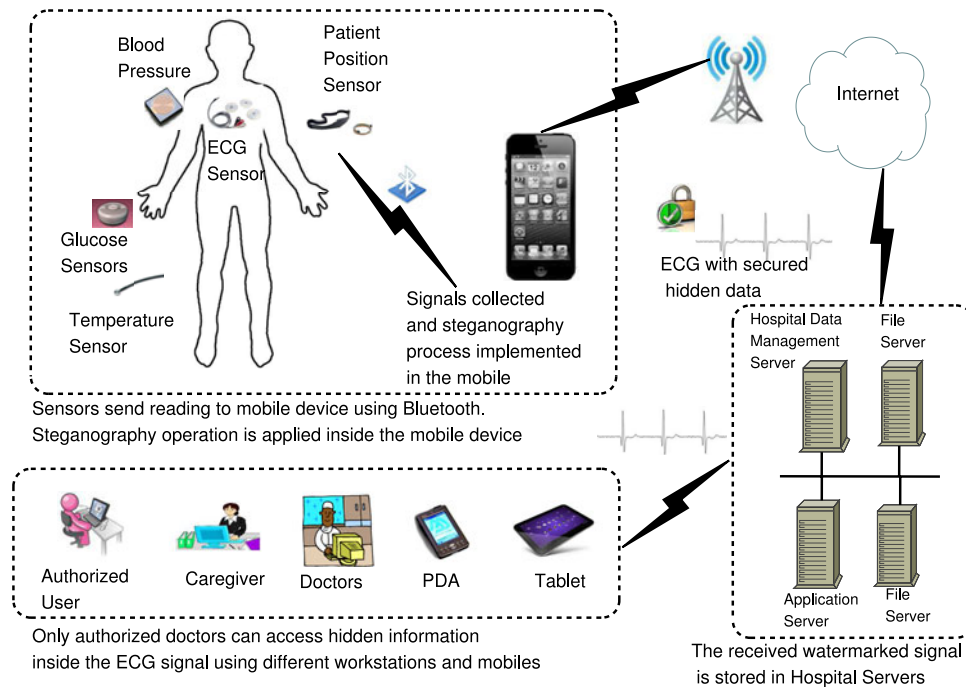 Blood
Pressure
Patient
Position
Sensor
ECG
Sensor
Glucose
Sensors
Temperature
Sensor
Signals collected
and steganography
process implemented
in the mobile
Sensors send reading to mobile device using Bluetooth.
Steganography operation is applied inside the mobile device
Internet
ECG with secured
hidden data
Hospital Data
Management
Server
File
Server
Application
Server
File
Server
The received watermarked signal
is stored in Hospital Servers
Authorized
User
Caregiver
Doctors
PDA
Tablet
Only authorized doctors can access hidden information
inside the ECG signal using different workstations and mobiles